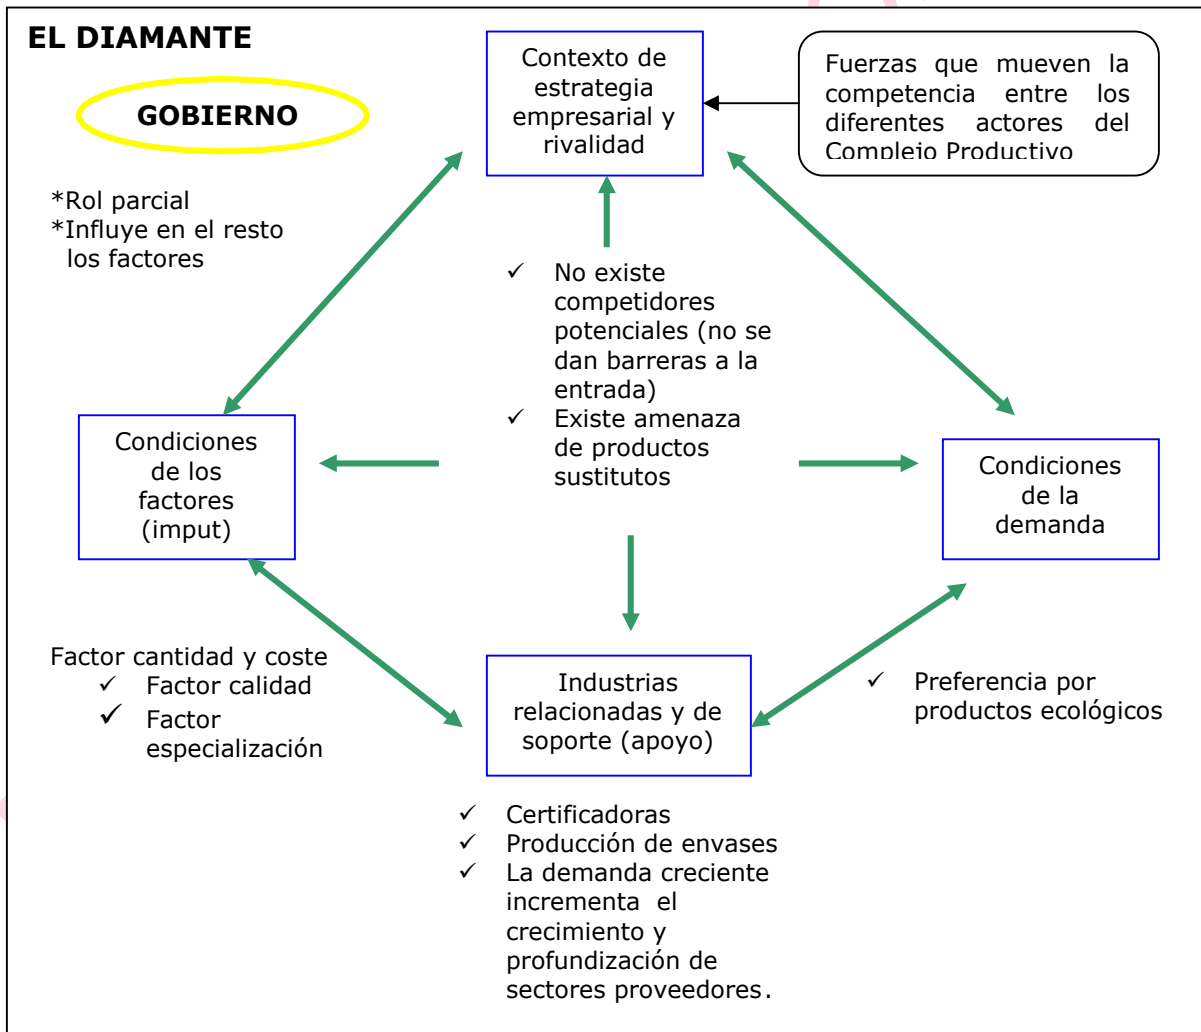 EL DIAMANTE
GOBIERNO
*Rol parcial
*Influye en el resto
los factores
Contexto de
estrategia
empresarial y
rivalidad
Fuerzas que mueven la
competencia entre los
diferentes actores del
Complejo Productivo
✓ No existe
competidores
potenciales (no se
dan barreras a la
entrada)
✓ Existe amenaza
de productos
sustitutos
Condiciones
de los
factores
(imput)
Condiciones
de la
demanda
Factor cantidad y coste
✓ Factor calidad
✓ Factor
especialización
Industrias
relacionadas y de
soporte (apoyo)
✓ Preferencia por
productos ecológicos
✓ Certificadoras
✓ Producción de envases
✓ La demanda creciente
incrementa el
crecimiento y
profundización de
sectores proveedores.